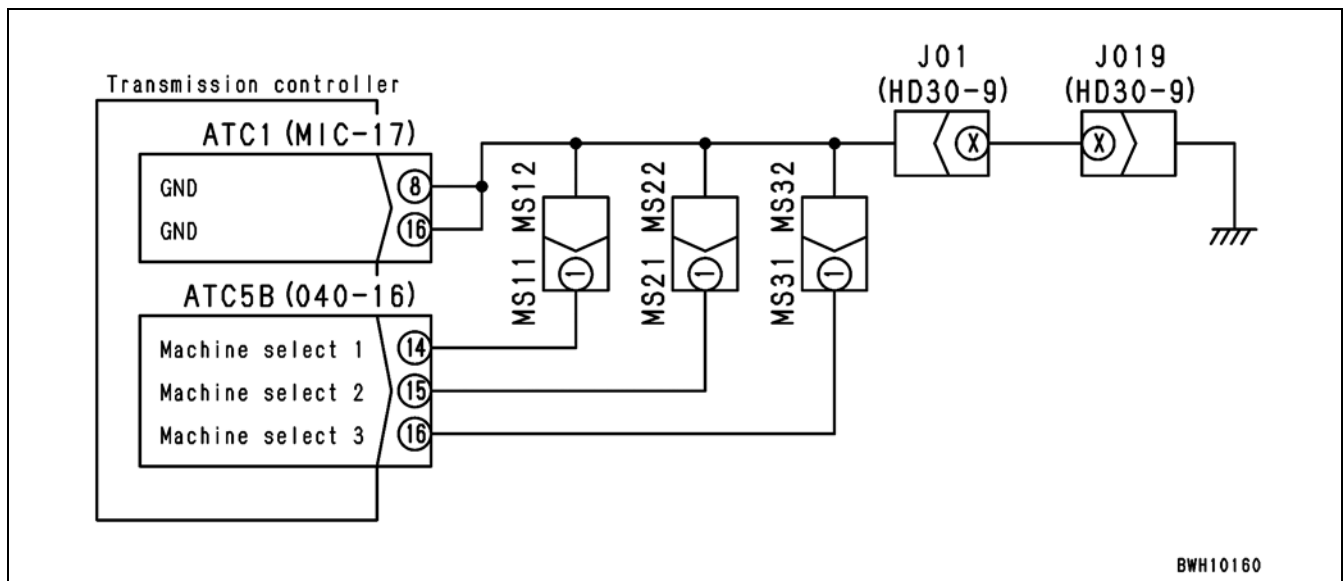 J01
(HD30-9)
J019
(HD30-9)
Transmission controller
ATC1 (MIC-17)
GND
8
GND
16
X
X
MS11 MS12
1
MS21 MS22
1
MS31 MS32
1
ATC5B (040-16)
Machine select 1
14
Machine select 2
15
Machine select 3
16
BWH10160